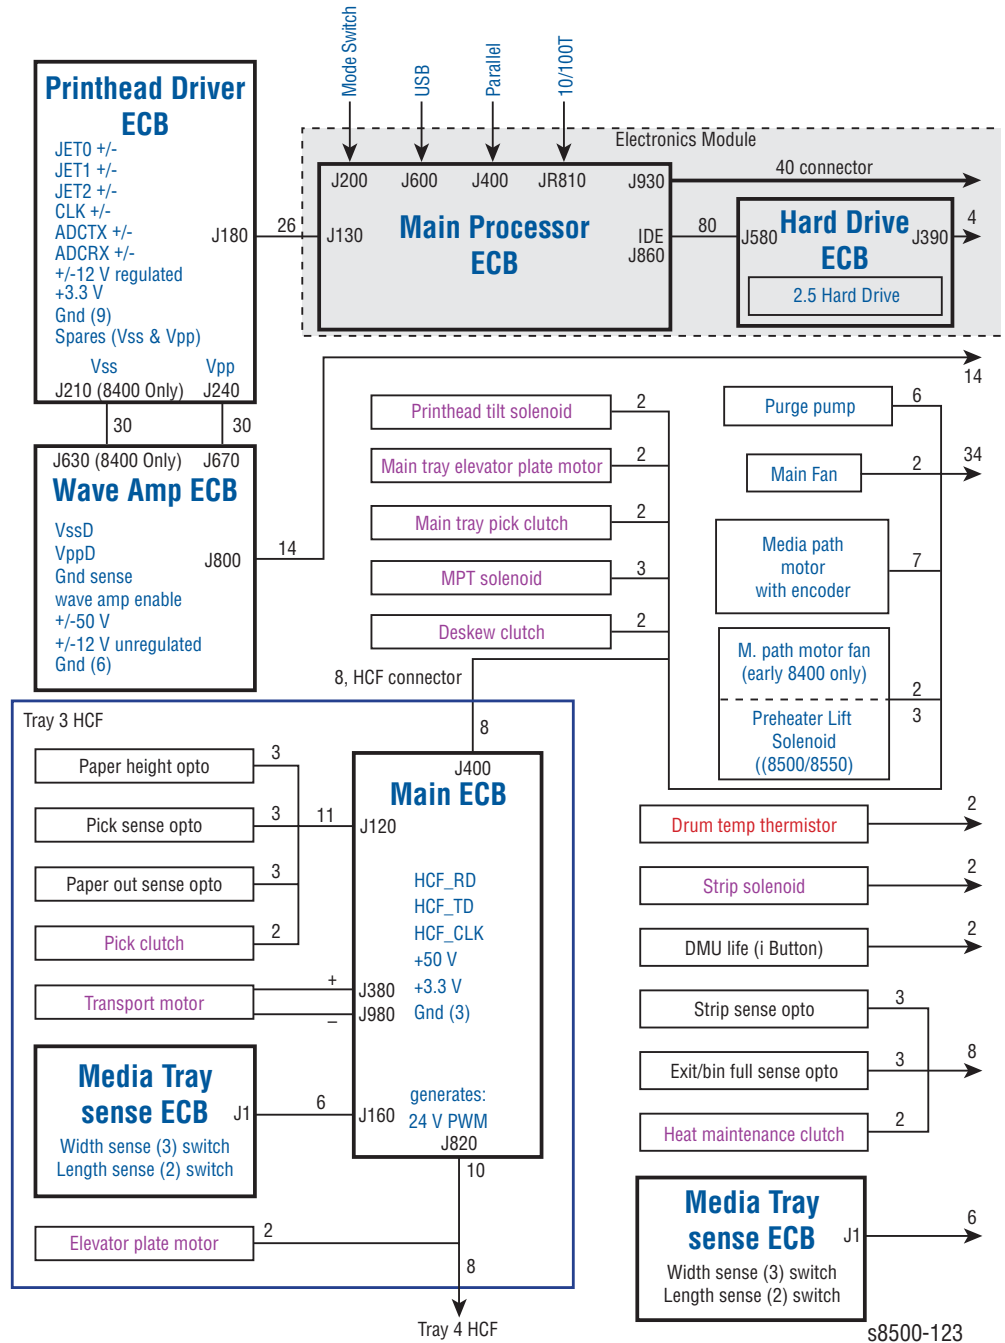 Mode Switch
USB
Parallel
10/100T
Printhead Driver
ECB
JET0 +/-
JET1 +/-
JET2 +/-
CLK +/-
ADCTX +/-
ADCRX +/-
+/-12 V regulated
+3.3 V
Gnd (9)
Spares (Vss & Vpp)
J180
26
Vss
Vpp
J210 (8400 Only)
J240
30
30
Electronics Module
J200
J600
J400
JR810
J930
40 connector
J130
Main Processor
ECB
IDE
J860
80
J580
Hard Drive
ECB
J390
4
2.5 Hard Drive
J630 (8400 Only)
J670
Wave Amp ECB
VssD
VppD
Gnd sense
wave amp enable
+/-50 V
+/-12 V unregulated
Gnd (6)
J800
14
14
Printhead tilt solenoid
2
Main tray elevator plate motor
2
Main tray pick clutch
2
MPT solenoid
3
Deskew clutch
2
8, HCF connector
Purge pump
6
34
Main Fan
2
Media path
motor
with encoder
7
M. path motor fan
(early 8400 only)
2
3
Preheater Lift
Solenoid
((8500/8550)
Tray 3 HCF
8
Paper height opto
3
Pick sense opto
3
11
Paper out sense opto
3
Pick clutch
2
Transport motor
+
–
J400
Main ECB
J120
HCF_RD
HCF_TD
HCF_CLK
+50 V
+3.3 V
Gnd (3)
J380
J980
generates:
24 V PWM
J160
J820
Media Tray
sense ECB
J1
6
Width sense (3) switch
Length sense (2) switch
10
Elevator plate motor
2
8
Tray 4 HCF
Drum temp thermistor
2
Strip solenoid
2
DMU life (i Button)
2
Strip sense opto
3
Exit/bin full sense opto
3
8
Heat maintenance clutch
2
Media Tray
sense ECB
J1
6
Width sense (3) switch
Length sense (2) switch
s8500-123